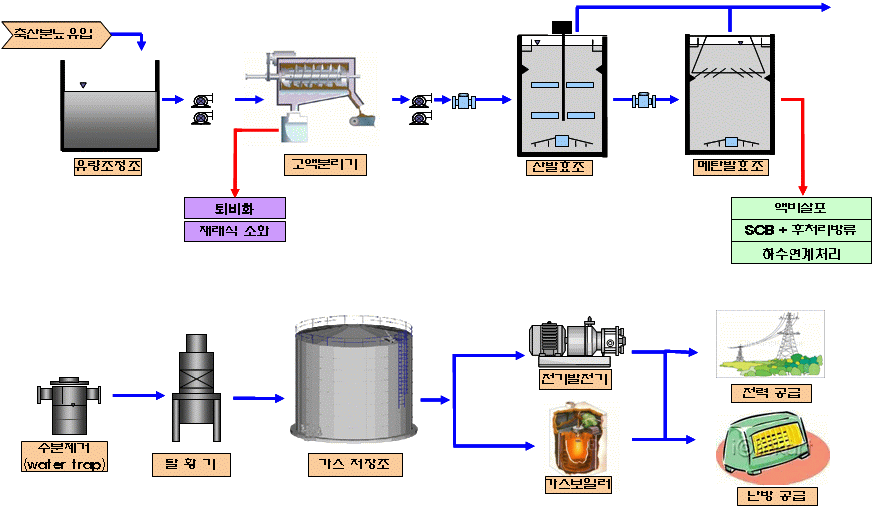 축산분뇨 유입
유량조정조
고액분리기
산발효조
메탄발효조
퇴비화
재래식 소화
액비살포
SCB + 후처리방류
하수연계처리
수분제거
(water trap)
탈 황 기
가스 저장조
전기발전기
가스보일러
전력 공급
난방 공급